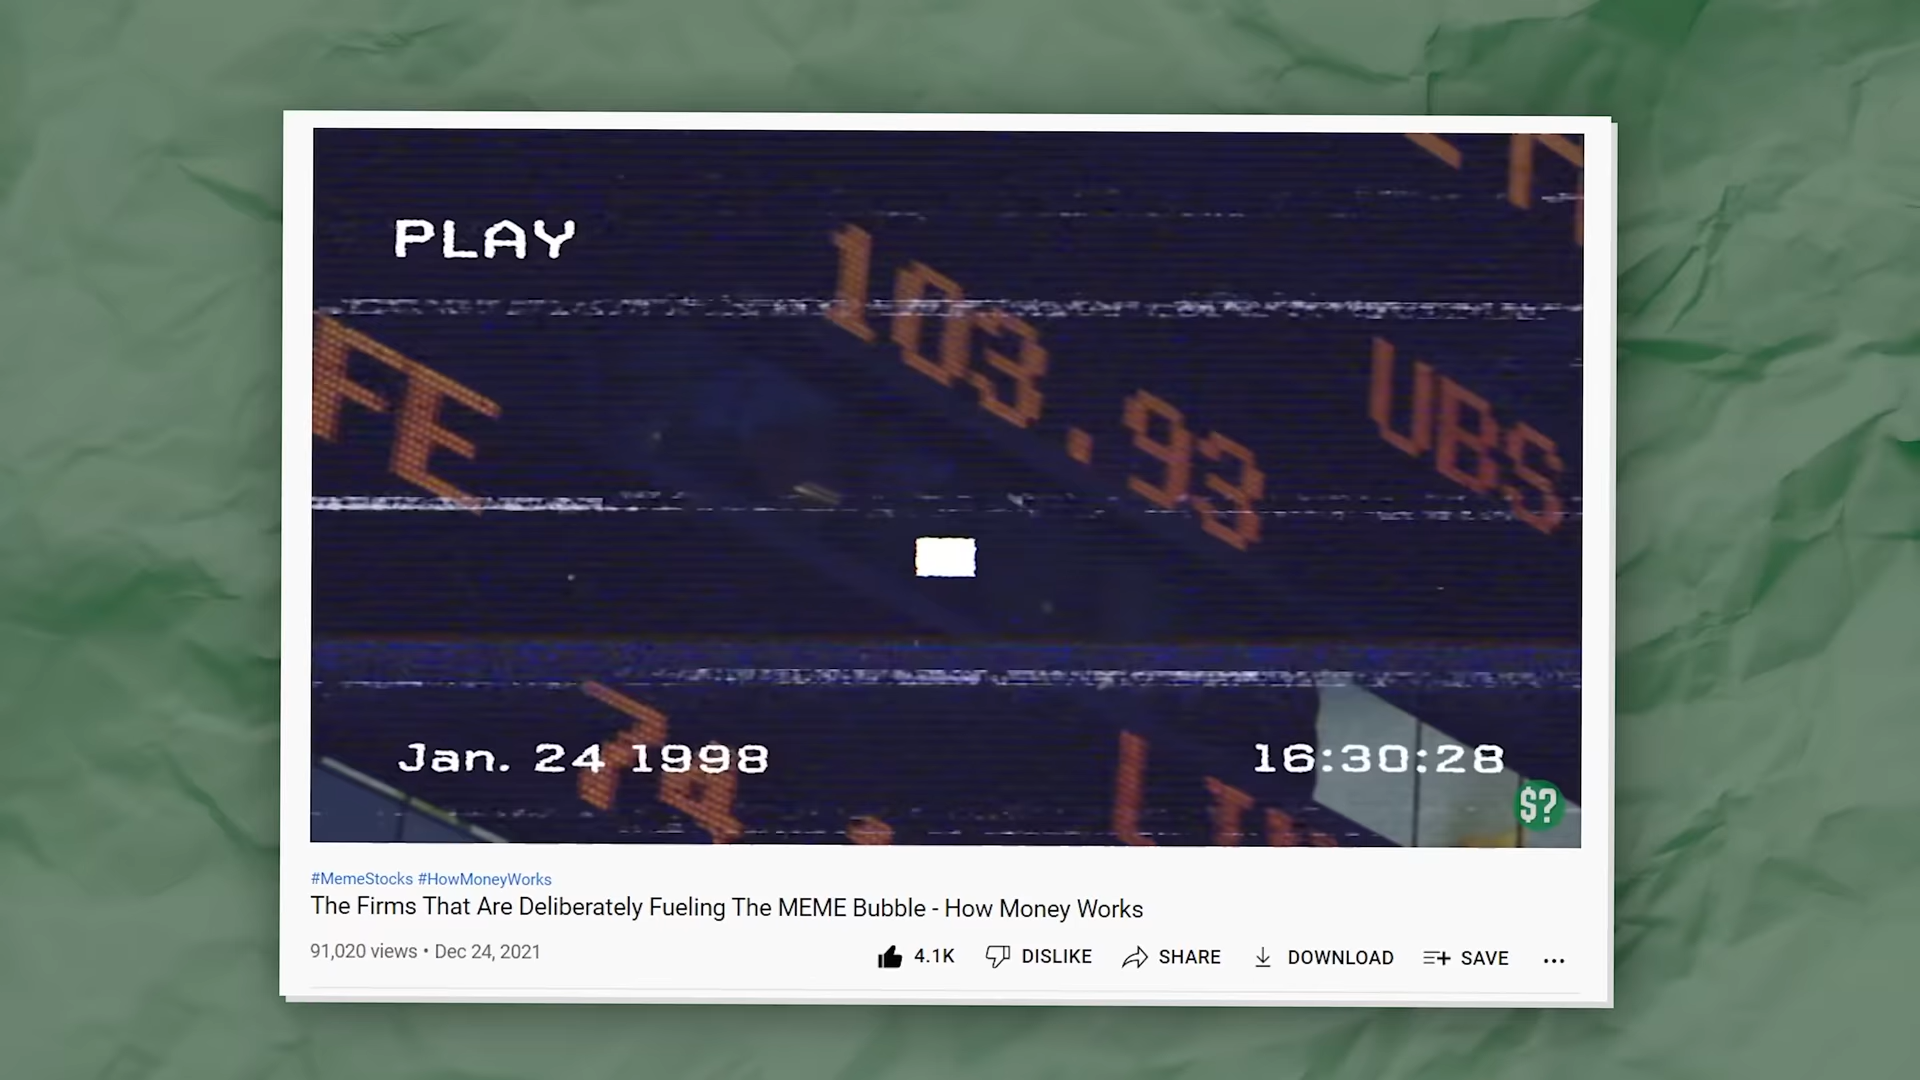 PLAY
103.93
UBS
FE
Jan. 24 1998
16:30:28
$?
#MemeStocks #HowMoneyWorks
The Firms That Are Deliberately Fueling The MEME Bubble - How Money Works
91,020 views • Dec 24, 2021
4.1K DISLIKE SHARE DOWNLOAD SAVE ...